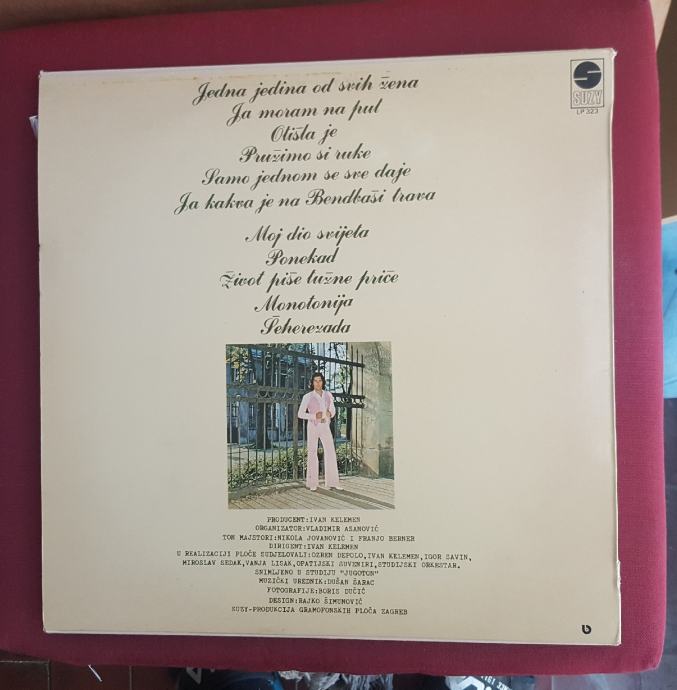 Jedna jedina od svih žena
Ja moram na put
Otišla je
Pružimo si ruke
Samo jednom se sve daje
Ja kakva je na Bendbaši trava
Moj dio svijeta
Ponekad
Život piše tužne priče
Monotonija
Šeherezada
SUZY
LP 323
PRODUCENT:IVAN KELEMEN
ORGANIZATOR:VLADIMIR ASANOVIĆ
TON MAJSTORI:NIKOLA JOVANOVIĆ I FRANJO BERNER
DIRIGENT:IVAN KELEMEN
U REALIZACIJI PLOČE SUDJELOVALI:OZREN DEPOLO,IVAN KELEMEN,IGOR SAVIN,
MIROSLAV SEDAK,VANJA LISAK,OPATIJSKI SUVENIRI,STUDIJSKI ORKESTAR.
SNIMLJENO U STUDIJU "JUGOTON"
MUZIČKI UREDNIK:DUŠAN ŠARAC
FOTOGRAFIJE:BORIS DUČIĆ
DESIGN:RAJKO ŠIMUNOVIĆ
SUZY-PRODUKCIJA GRAMOFONSKIH PLOČA ZAGREB